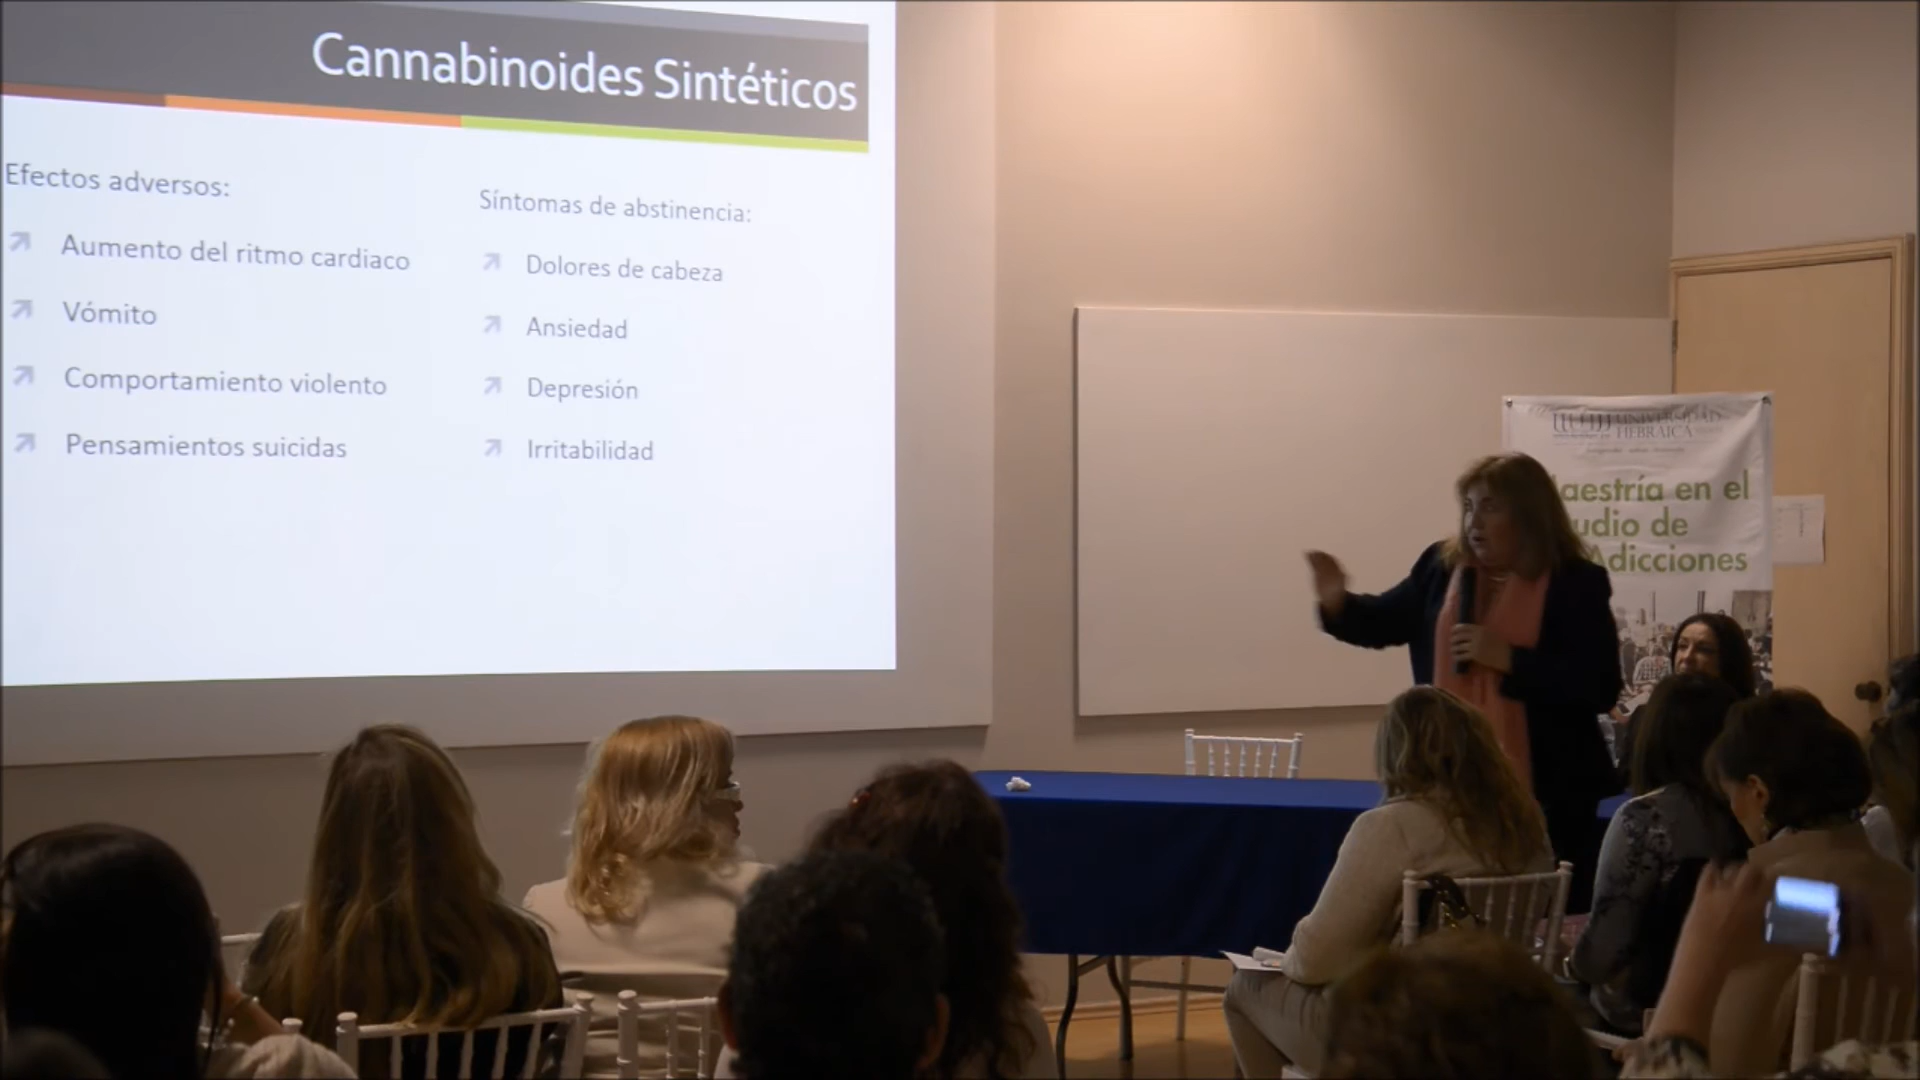 Cannabinoides Sintéticos
Efectos adversos:
Aumento del ritmo cardiaco
Vómito
Comportamiento violento
Pensamientos suicidas
Síntomas de abstinencia:
Dolores de cabeza
Ansiedad
Depresión
Irritabilidad
UNIVERSIDAD
HEBRAICA
aestría en el
udio de
Adicciones